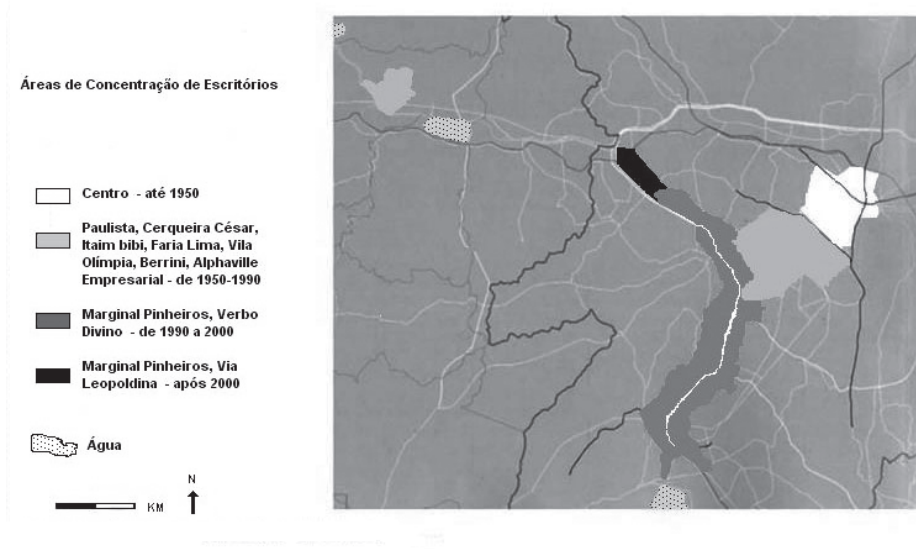 Áreas de Concentração de Escritórios
Centro - até 1950
Paulista, Cerqueira César,
Itaim bibi, Faria Lima, Vila
Olímpia, Berrini, Alphaville
Empresarial - de 1950-1990
Marginal Pinheiros, Verbo
Divino - de 1990 a 2000
Marginal Pinheiros, Via
Leopoldina - após 2000
Água
N
KM